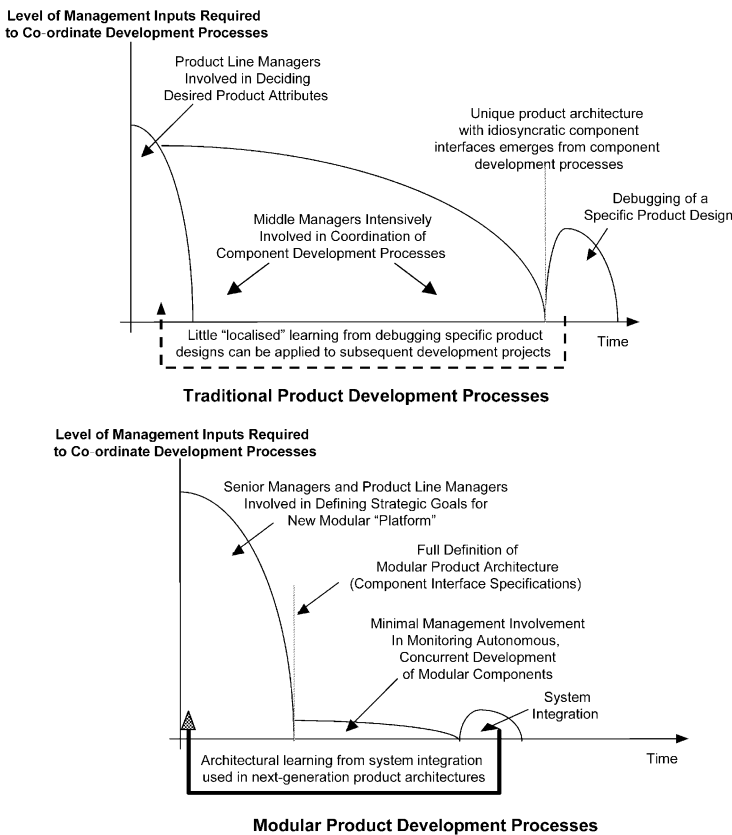 Level of Management Inputs Required
to Co-ordinate Development Processes
Product Line Managers
Involved in Deciding
Desired Product Attributes
Unique product architecture
with idiosyncratic component
interfaces emerges from component
development processes
Debugging of a
Specific Product Design
Middle Managers Intensively
Involved in Coordination of
Component Development Processes
Little “localised” learning from debugging specific product
designs can be applied to subsequent development projects
Time
Traditional Product Development Processes
Level of Management Inputs Required
to Co-ordinate Development Processes
Senior Managers and Product Line Managers
Involved in Defining Strategic Goals for
New Modular “Platform”
Full Definition of
Modular Product Architecture
(Component Interface Specifications)
Minimal Management Involvement
In Monitoring Autonomous,
Concurrent Development
of Modular Components
System
Integration
Architectural learning from system integration
used in next-generation product architectures
Time
Modular Product Development Processes